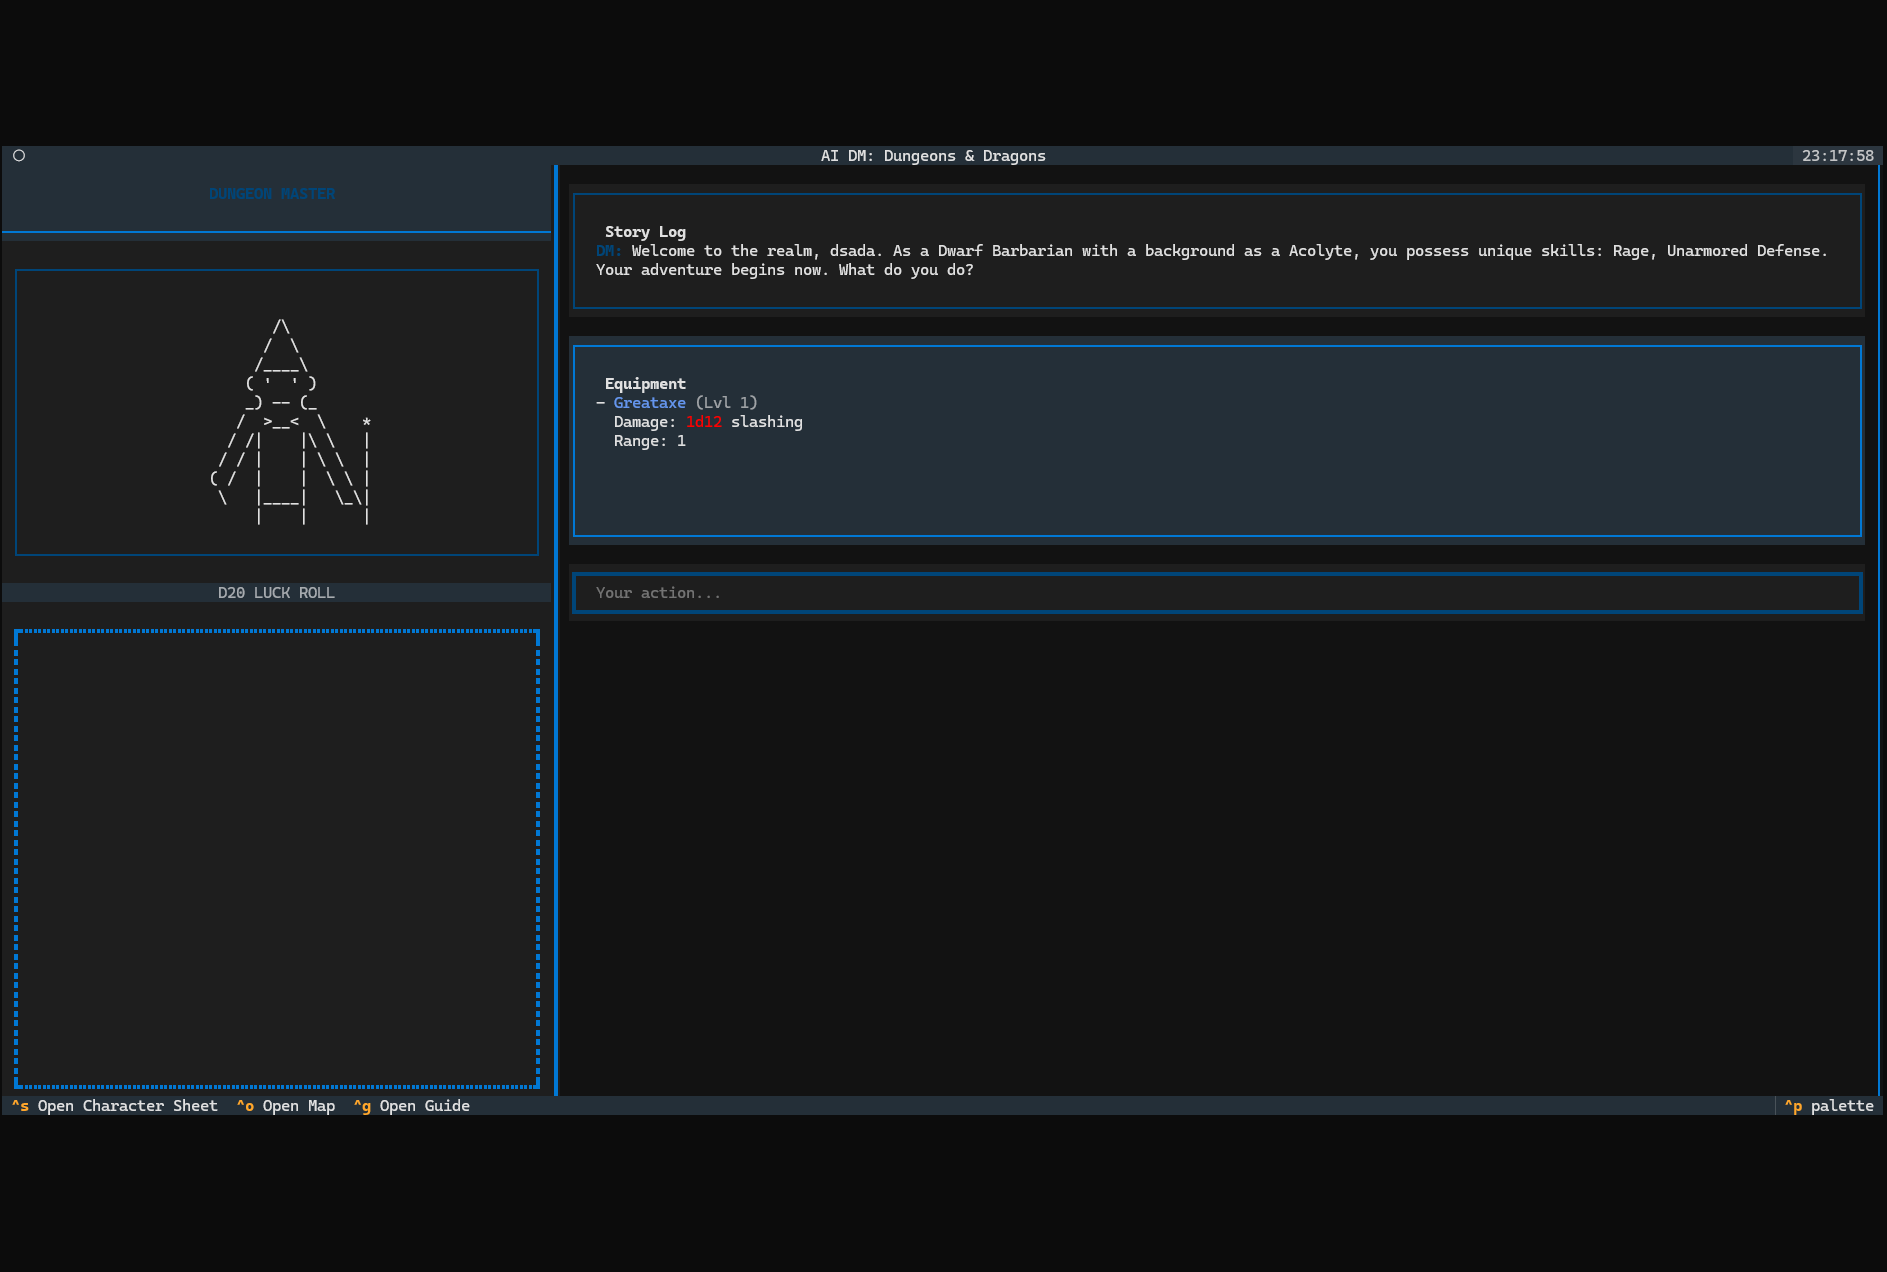 AI DM: Dungeons & Dragons
23:17:58
DUNGEON MASTER
D20 LUCK ROLL
Story Log
DM: Welcome to the realm, dsada. As a Dwarf Barbarian with a background as a Acolyte, you possess unique skills: Rage, Unarmored Defense.
Your adventure begins now. What do you do?
Equipment
– Greataxe (Lvl 1)
Damage: 1d12 slashing
Range: 1
Your action...
^s Open Character Sheet ^o Open Map ^g Open Guide
^p palette